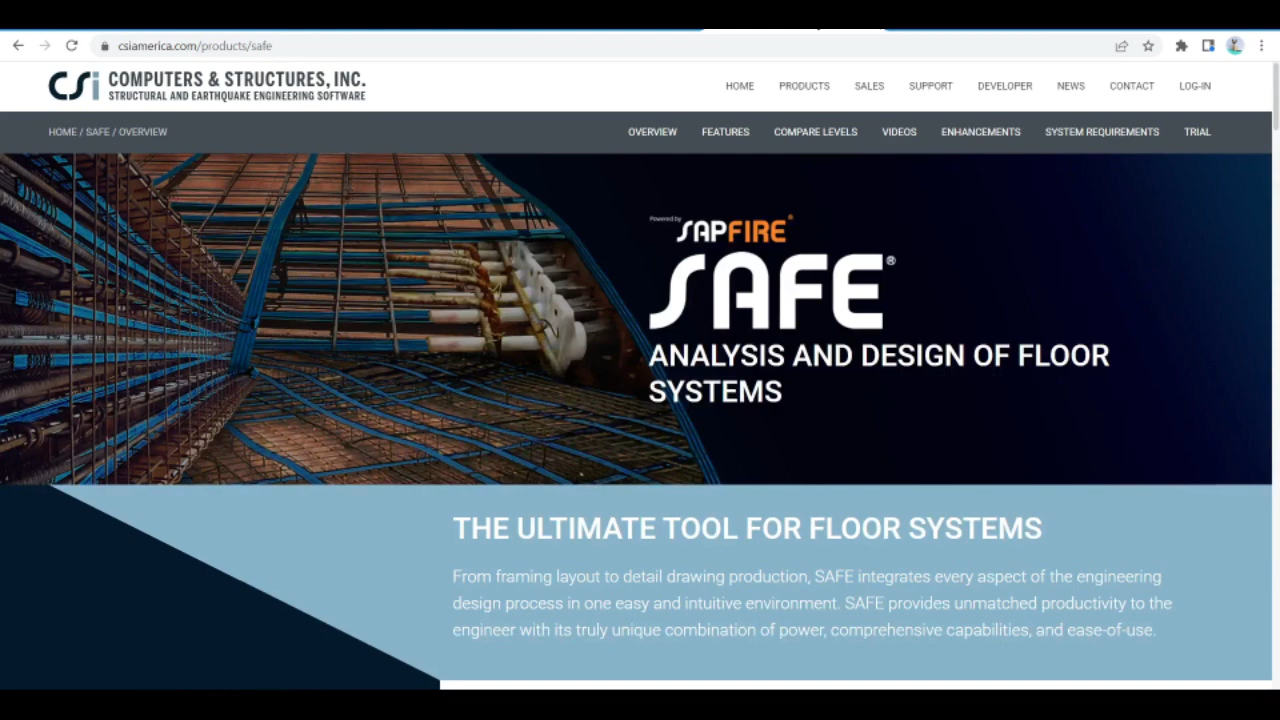 csiamerica.com/products/safe
CSi COMPUTERS & STRUCTURES, INC.
STRUCTURAL AND EARTHQUAKE ENGINEERING SOFTWARE
HOME PRODUCTS SALES SUPPORT DEVELOPER NEWS CONTACT LOG-IN
HOME / SAFE / OVERVIEW
OVERVIEW FEATURES COMPARE LEVELS VIDEOS ENHANCEMENTS SYSTEM REQUIREMENTS TRIAL
Powered by
SAPFIRE®
SAFE®
ANALYSIS AND DESIGN OF FLOOR
SYSTEMS
THE ULTIMATE TOOL FOR FLOOR SYSTEMS
From framing layout to detail drawing production, SAFE integrates every aspect of the engineering
design process in one easy and intuitive environment. SAFE provides unmatched productivity to the
engineer with its truly unique combination of power, comprehensive capabilities, and ease-of-use.